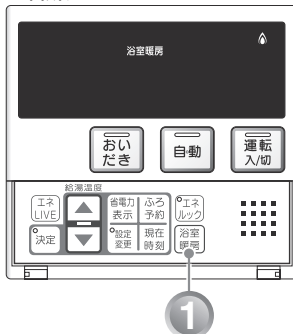 浴室暖房
おい
だき
自動
運転
入/切
給湯温度
エネ
LIVE
省電力
表示
ふろ
予約
エネ
ルック
決定
設定
変更
現在
時刻
浴室
暖房
1